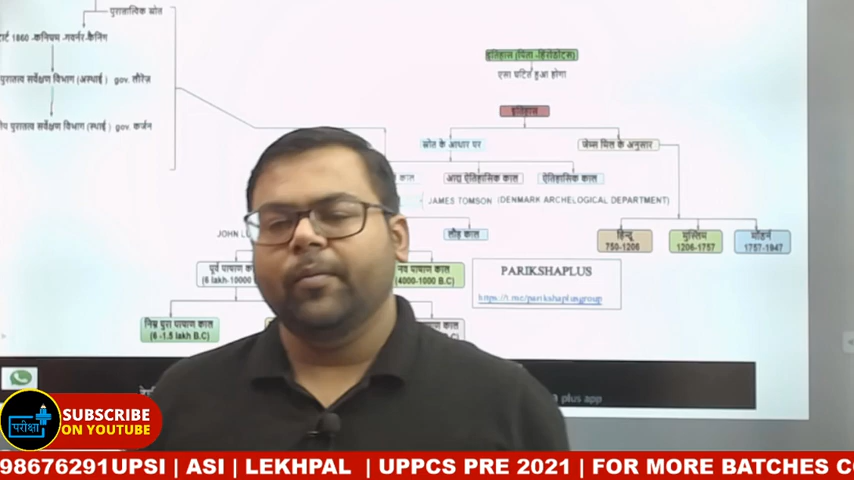 पुरातात्विक स्रोत
1860 -कनिंघम -गवर्नर-कैनिंग
पुरातत्व सर्वेक्षण विभाग (अस्थाई ) gov. लौरेंज
पुरातत्व सर्वेक्षण विभाग (स्थाई ) gov. कर्जन
इतिहास (पिता -हिरोडोट्स)
एसा घटित हुआ होगा
इतिहास
स्रोत के आधार पर
जेम्स मिल के अनुसार
काल
आद्य ऐतिहासिक काल
ऐतिहासिक काल
JAMES TOMSON (DENMARK ARCHELOGICAL DEPARTMENT)
JOHN
लौह काल
हिन्दू
750-1206
मुस्लिम
1206-1757
मॉडर्न
1757-1947
पूर्व पाषाण
(6 lakh-10000
नव पाषाण काल
(4000-1000 B.C)
PARIKSHAPLUS
https://t.me/parikshaplusgroup
निम्न पुरा पाषाण काल
(6 -1.5 lakh B.C)
काल
B.C)
plus app
परीक्षा
SUBSCRIBE
ON YOUTUBE
98676291UPSI | ASI | LEKHPAL | UPPCS PRE 2021 | FOR MORE BATCHES